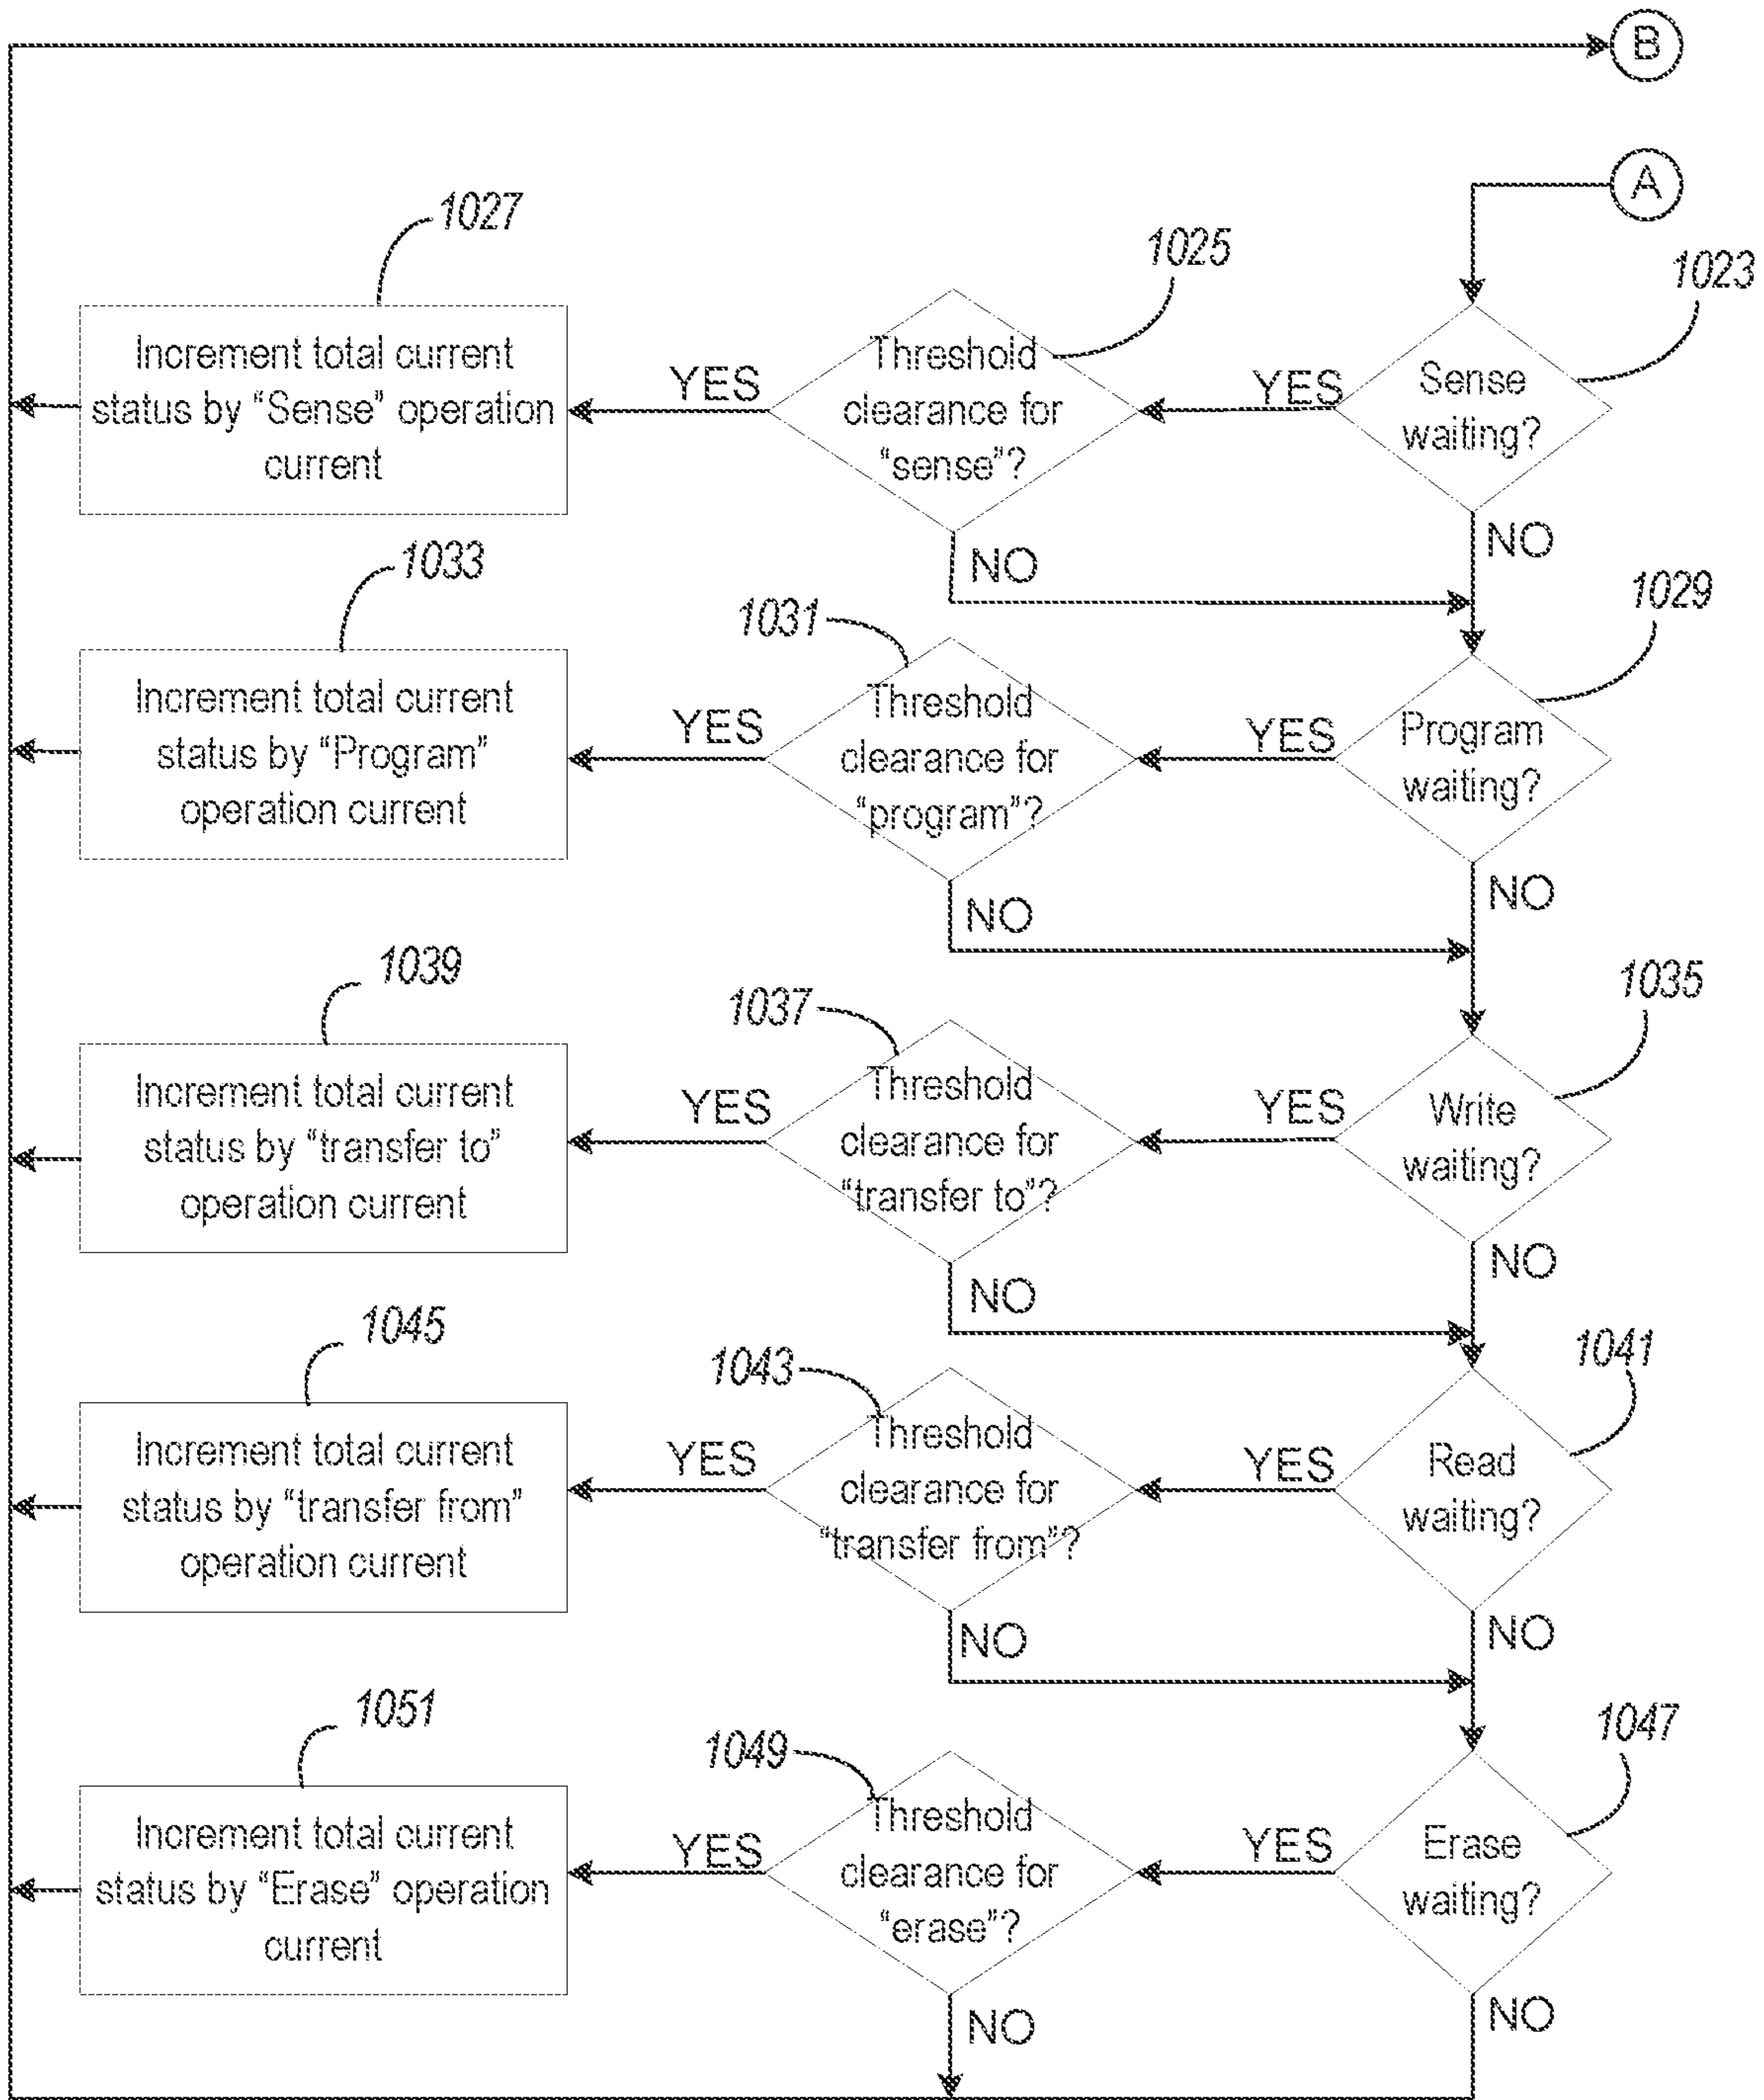 B
A
1027
1025
1023
Increment total current
status by "Sense" operation
current
YES
Threshold
clearance for
"sense"?
YES
Sense
waiting?
NO
NO
1033
1031
1029
Increment total current
status by "Program"
operation current
YES
Threshold
clearance for
"program"?
YES
Program
waiting?
NO
NO
1039
1037
1035
Increment total current
status by "transfer to"
operation current
YES
Threshold
clearance for
"transfer to"?
YES
Write
waiting?
NO
NO
1045
1043
1041
Increment total current
status by "transfer from"
operation current
YES
Threshold
clearance for
"transfer from"?
YES
Read
waiting?
NO
NO
1051
1049
1047
Increment total current
status by "Erase" operation
current
YES
Threshold
clearance for
"erase"?
YES
Erase
waiting?
NO
NO